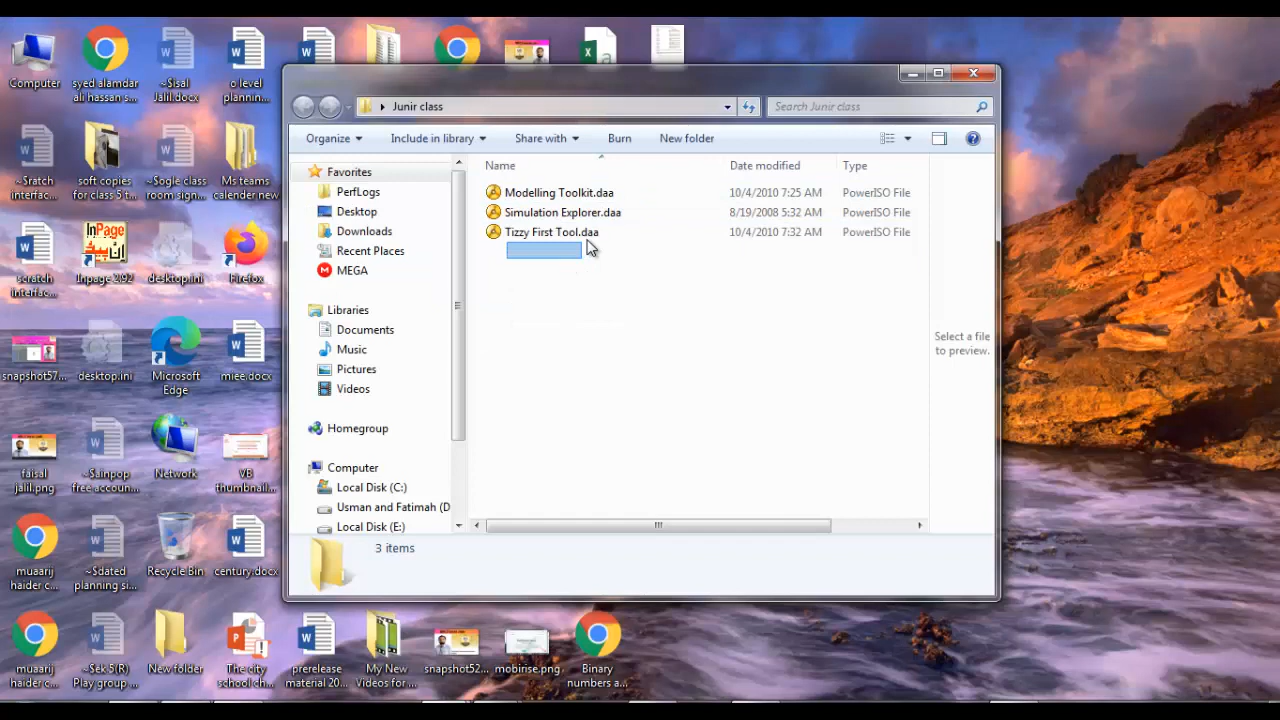 Computer
syed alamdar
ali hassan s...
~$isal
Jalil.docx
o level
plannin...
Junir class
Search Junir class
Organize
Include in library
Share with
Burn
New folder
Favorites
PerfLogs
Desktop
Downloads
Recent Places
MEGA
Libraries
Documents
Music
Pictures
Videos
Homegroup
Computer
Local Disk (C:)
Usman and Fatimah (D
Local Disk (E:)
Name
Date modified
Type
Modelling Toolkit.daa
10/4/2010 7:25 AM
PowerISO File
Simulation Explorer.daa
8/19/2008 5:32 AM
PowerISO File
Tizzy First Tool.daa
10/4/2010 7:32 AM
PowerISO File
Select a file
to preview.
3 items
~$ratch
interfac...
soft copies
for class 5 t...
~$ogle class
room sign...
Ms teams
calender new
scratch
interfac...
InPage
Inpage 2.92
desktop.ini
Firefox
snapshot57...
desktop.ini
Microsoft
Edge
miee.docx
faisal
jalil.png
~$ainpop
free accoun...
Network
VB
thumbnail...
muaarij
haider c...
~$dated
planning si...
Recycle Bin
century.docx
muaarij
haider c...
~$ek 5(R)
Play group ...
New folder
The city
school ch...
prerelease
material 20...
My New
Videos for ...
snapshot52...
mobirise.png
Binary
numbers a...